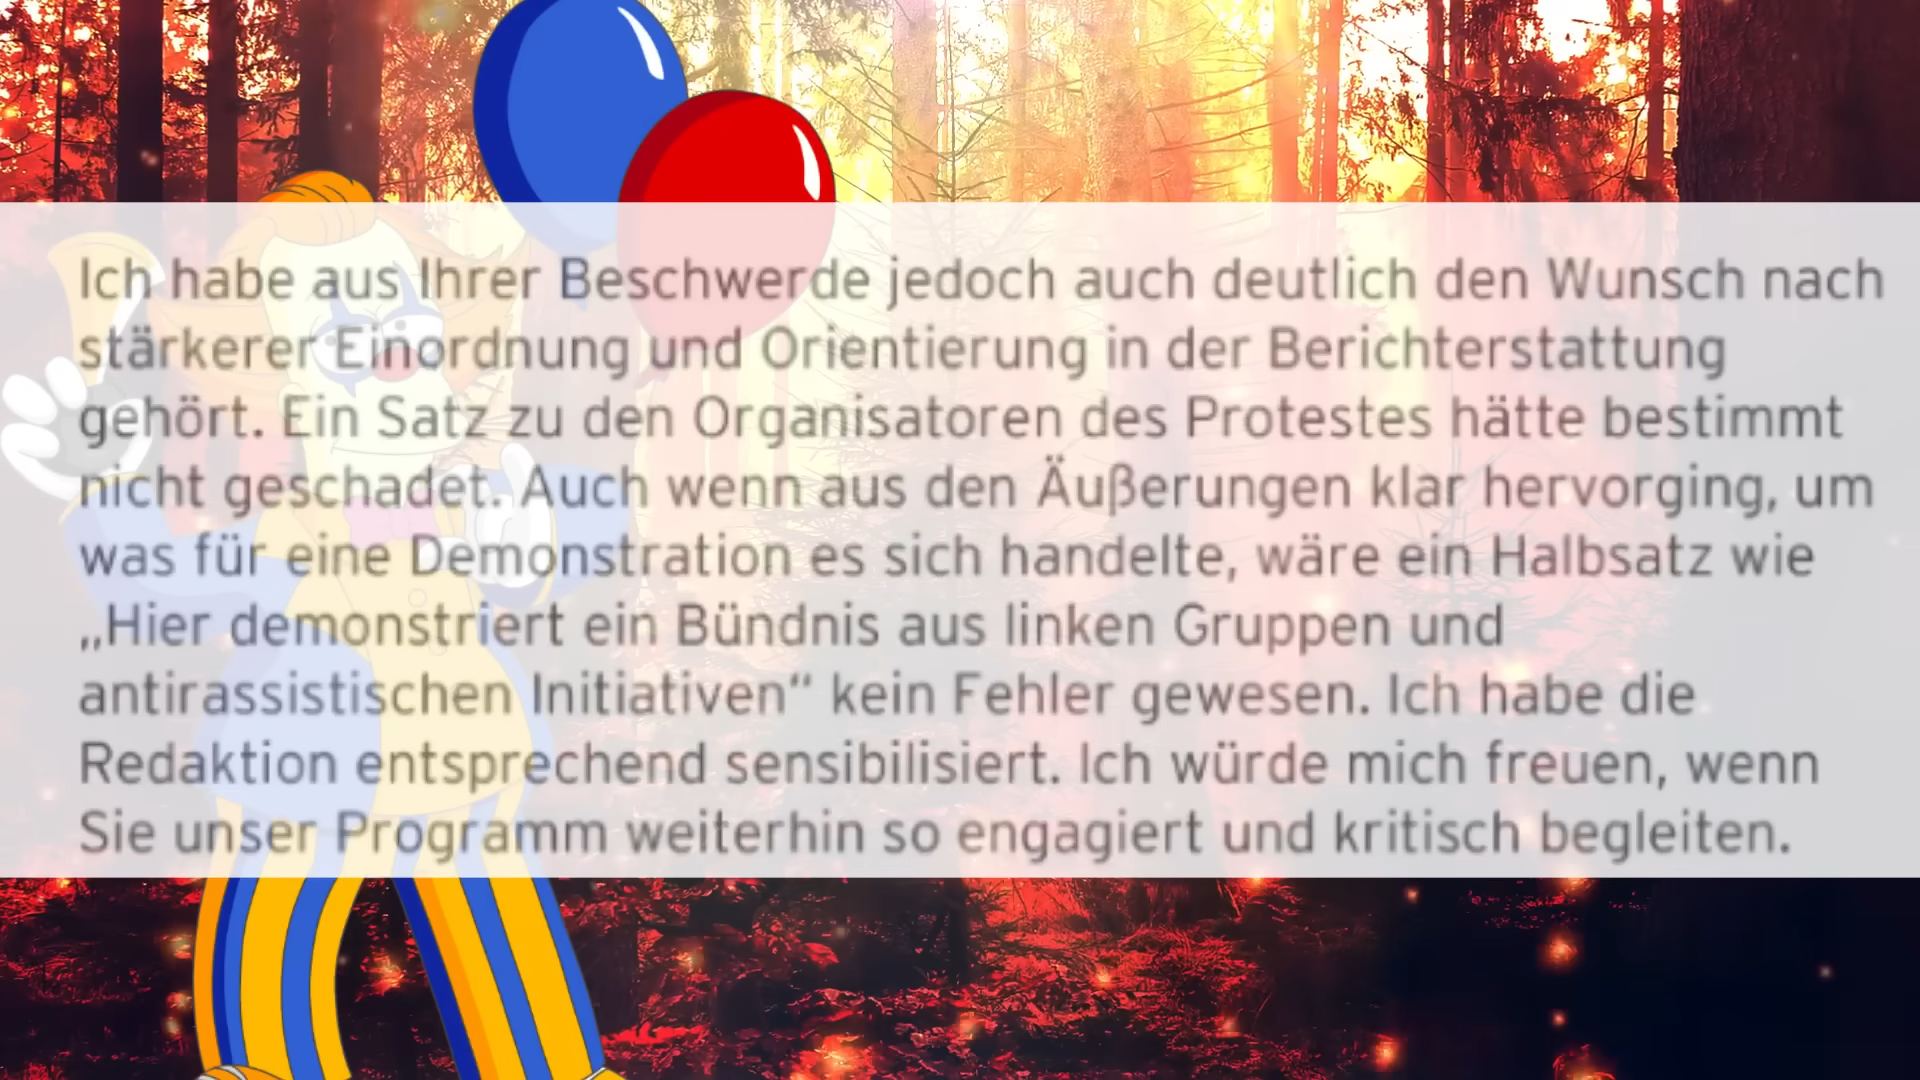 Ich habe aus Ihrer Beschwerde jedoch auch deutlich den Wunsch nach
stärkerer Einordnung und Orientierung in der Berichterstattung
gehört. Ein Satz zu den Organisatoren des Protestes hätte bestimmt
nicht geschadet. Auch wenn aus den Äußerungen klar hervorging, um
was für eine Demonstration es sich handelte, wäre ein Halbsatz wie
„Hier demonstriert ein Bündnis aus linken Gruppen und
antirassistischen Initiativen“ kein Fehler gewesen. Ich habe die
Redaktion entsprechend sensibilisiert. Ich würde mich freuen, wenn
Sie unser Programm weiterhin so engagiert und kritisch begleiten.